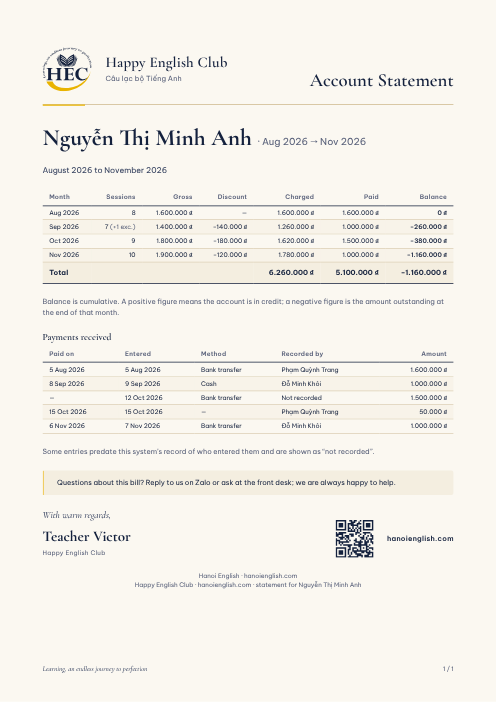 Learning, an endless journey to perfection
HEC
Happy English Club
Câu lạc bộ Tiếng Anh
Account Statement
Nguyễn Thị Minh Anh · Aug 2026 → Nov 2026
August 2026 to November 2026
Month Sessions Gross Discount Charged Paid Balance
Aug 2026 8 1.600.000 ₫ — 1.600.000 ₫ 1.600.000 ₫ 0 ₫
Sep 2026 7 (+1 exc.) 1.400.000 ₫ −140.000 ₫ 1.260.000 ₫ 1.000.000 ₫ −260.000 ₫
Oct 2026 9 1.800.000 ₫ −180.000 ₫ 1.620.000 ₫ 1.500.000 ₫ −380.000 ₫
Nov 2026 10 1.900.000 ₫ −120.000 ₫ 1.780.000 ₫ 1.000.000 ₫ −1.160.000 ₫
Total 6.260.000 ₫ 5.100.000 ₫ −1.160.000 ₫
Balance is cumulative. A positive figure means the account is in credit; a negative figure is the amount outstanding at
the end of that month.
Payments received
Paid on Entered Method Recorded by Amount
5 Aug 2026 5 Aug 2026 Bank transfer Phạm Quỳnh Trang 1.600.000 ₫
8 Sep 2026 9 Sep 2026 Cash Đỗ Minh Khôi 1.000.000 ₫
— 12 Oct 2026 Bank transfer Not recorded 1.500.000 ₫
15 Oct 2026 15 Oct 2026 — Phạm Quỳnh Trang 50.000 ₫
6 Nov 2026 7 Nov 2026 Bank transfer Đỗ Minh Khôi 1.000.000 ₫
Some entries predate this system's record of who entered them and are shown as “not recorded”.
Questions about this bill? Reply to us on Zalo or ask at the front desk; we are always happy to help.
With warm regards,
Teacher Victor
Happy English Club
hanoienglish.com
Hanoi English · hanoienglish.com
Happy English Club · hanoienglish.com · statement for Nguyễn Thị Minh Anh
Learning, an endless journey to perfection
1 / 1